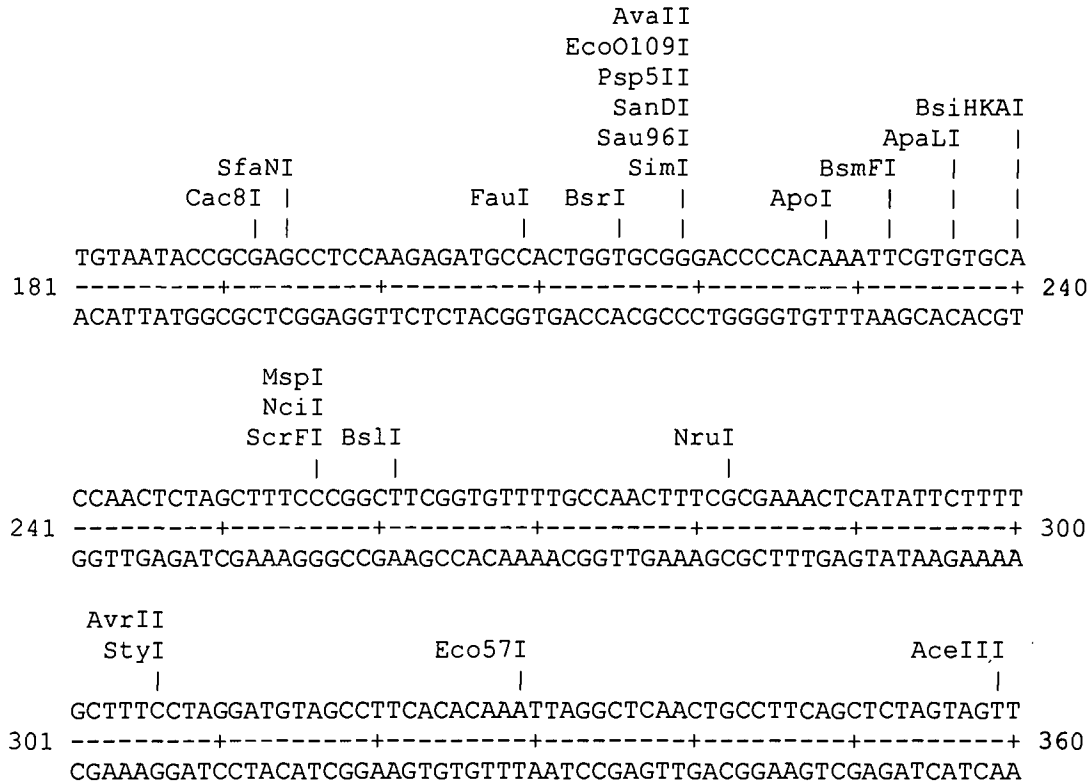 AvaII
EcoO109I
Psp5II
SanDI BsiHKAI
Sau96I ApaLI |
SfaNI SimI BsmFI | |
Cac8I | FauI BsrI | ApoI | | |
| | | | | | | | |
TGTAATACCGCGAGCCTCCAAGAGATGCCACTGGTGCGGGACCCCACAAATTCGTGTGCA
181 ---------+---------+---------+---------+---------+---------+ 240
ACATTATGGCGCTCGGAGGTTCTCTACGGTGACCACGCCCTGGGGTGTTTAAGCACACGT
MspI
NciI
ScrFI BslI NruI
| | |
CCAACTCTAGCTTTCCCGGCTTCGGTGTTTTGCCAACTTTCGCGAAACTCATATTCTTTT
241 ---------+---------+---------+---------+---------+---------+ 300
GGTTGAGATCGAAAGGGCCGAAGCCACAAAACGGTTGAAAGCGCTTTGAGTATAAGAAAA
AvrII
StyI Eco57I AceIII
| | |
GCTTTCCTAGGATGTAGCCTTCACACAAATTAGGCTCAACTGCCTTCAGCTCTAGTAGTT
301 ---------+---------+---------+---------+---------+---------+ 360
CGAAAGGATCCTACATCGGAAGTGTGTTTAATCCGAGTTGACGGAAGTCGAGATCATCAA